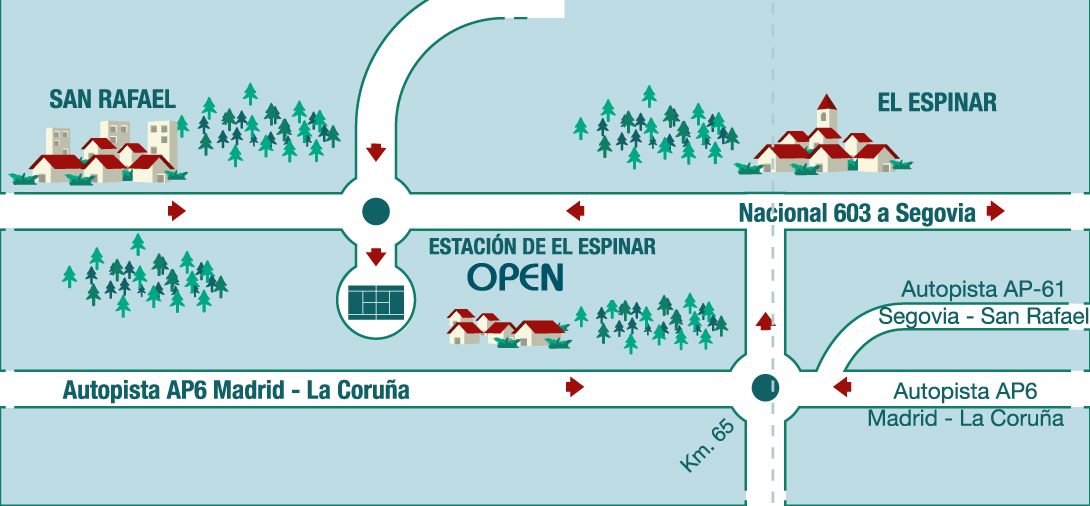 SAN RAFAEL
EL ESPINAR
Nacional 603 a Segovia
ESTACIÓN DE EL ESPINAR
OPEN
Autopista AP-61
Segovia - San Rafael
Autopista AP6 Madrid - La Coruña
Autopista AP6
Madrid - La Coruña
Km. 65